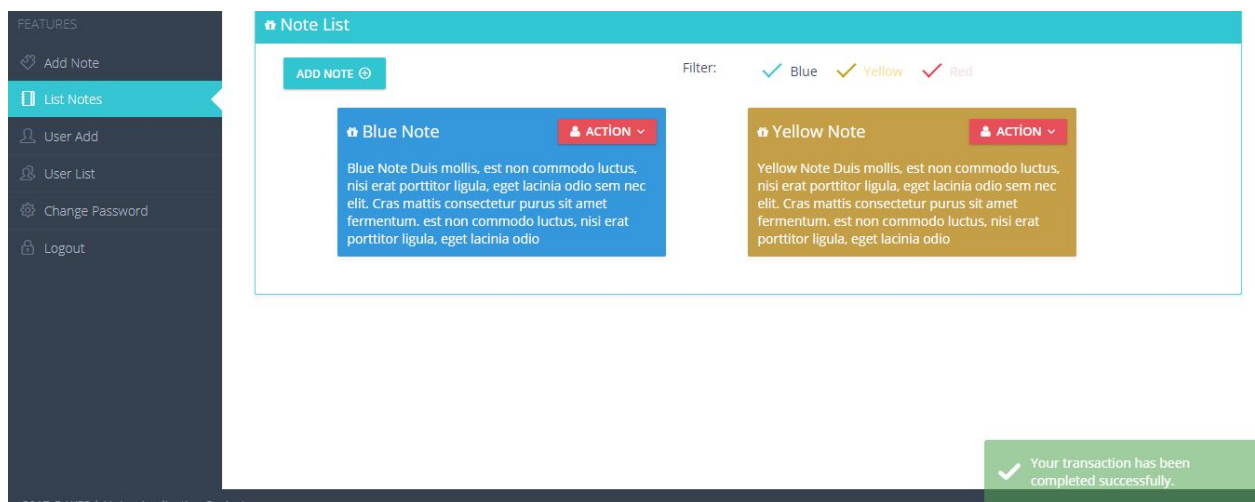 FEATURES
Add Note
List Notes
User Add
User List
Change Password
Logout
Note List
ADD NOTE
Filter:
Blue
Yellow
Red
Blue Note
ACTİON
Blue Note Duis mollis, est non commodo luctus,
nisi erat porttitor ligula, eget lacinia odio sem nec
elit. Cras mattis consectetur purus sit amet
fermentum. est non commodo luctus, nisi erat
porttitor ligula, eget lacinia odio
Yellow Note
ACTİON
Yellow Note Duis mollis, est non commodo luctus,
nisi erat porttitor ligula, eget lacinia odio sem nec
elit. Cras mattis consectetur purus sit amet
fermentum. est non commodo luctus, nisi erat
porttitor ligula, eget lacinia odio
Your transaction has been
completed successfully.